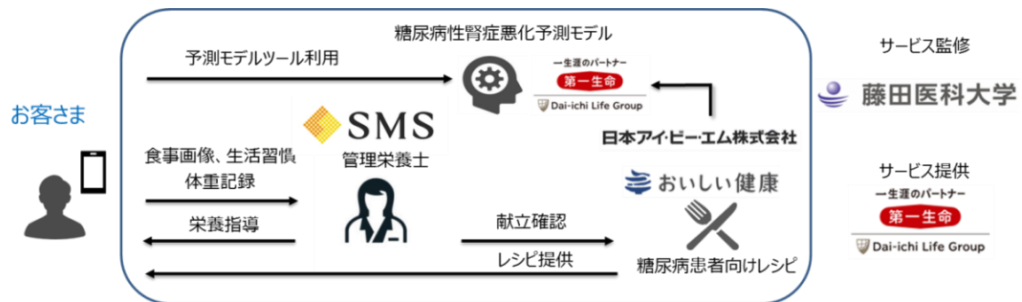 糖尿病性腎症悪化予測モデル
予測モデルツール利用
一生涯のパートナー
第一生命
Dai-ichi Life Group
サービス監修
藤田医科大学
お客さま
SMS
管理栄養士
日本アイ・ビー・エム株式会社
食事画像、生活習慣
体重記録
おいしい健康
栄養指導
献立確認
レシピ提供
糖尿病患者向けレシピ
サービス提供
一生涯のパートナー
第一生命
Dai-ichi Life Group